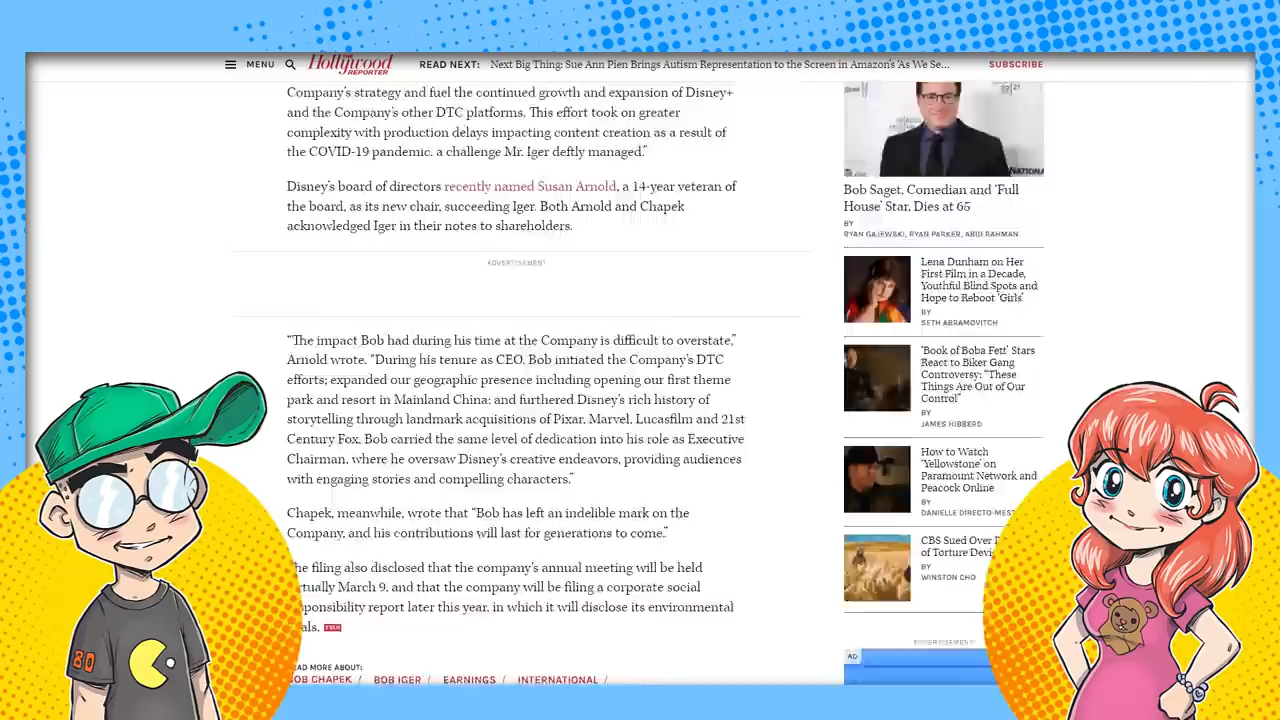 MENU
THE
Hollywood
REPORTER
READ NEXT: Next Big Thing: Sue Ann Pien Brings Autism Representation to the Screen in Amazon's 'As We Se...
SUBSCRIBE
Company's strategy and fuel the continued growth and expansion of Disney+
and the Company's other DTC platforms. This effort took on greater
complexity with production delays impacting content creation as a result of
the COVID-19 pandemic, a challenge Mr. Iger deftly managed."
Disney's board of directors recently named Susan Arnold, a 14-year veteran of
the board, as its new chair, succeeding Iger. Both Arnold and Chapek
acknowledged Iger in their notes to shareholders.
ADVERTISEMENT
"The impact Bob had during his time at the Company is difficult to overstate,"
Arnold wrote. "During his tenure as CEO, Bob initiated the Company's DTC
efforts; expanded our geographic presence including opening our first theme
park and resort in Mainland China; and furthered Disney's rich history of
storytelling through landmark acquisitions of Pixar, Marvel, Lucasfilm and 21st
Century Fox. Bob carried the same level of dedication into his role as Executive
Chairman, where he oversaw Disney's creative endeavors, providing audiences
with engaging stories and compelling characters."
Chapek, meanwhile, wrote that "Bob has left an indelible mark on the
Company, and his contributions will last for generations to come."
he filing also disclosed that the company's annual meeting will be held
rtually March 9, and that the company will be filing a corporate social
sponsibility report later this year, in which it will disclose its environmental
als. THR
AD MORE ABOUT:
OB CHAPEK / BOB IGER / EARNINGS / INTERNATIONAL /
NATIONA
Bob Saget, Comedian and 'Full
House' Star, Dies at 65
BY
RYAN GAJEWSKI, RYAN PARKER, ABID RAHMAN
Lena Dunham on Her
First Film in a Decade,
Youthful Blind Spots and
Hope to Reboot 'Girls'
BY
SETH ABRAMOVITCH
'Book of Boba Fett' Stars
React to Biker Gang
Controversy: "These
Things Are Out of Our
Control"
BY
JAMES HIBBERD
How to Watch
'Yellowstone' on
Paramount Network and
Peacock Online
BY
DANIELLE DIRECTO-MEST
CBS Sued Over
of Torture Devi
BY
WINSTON CHO
ADVERTISEMENT
AD
80